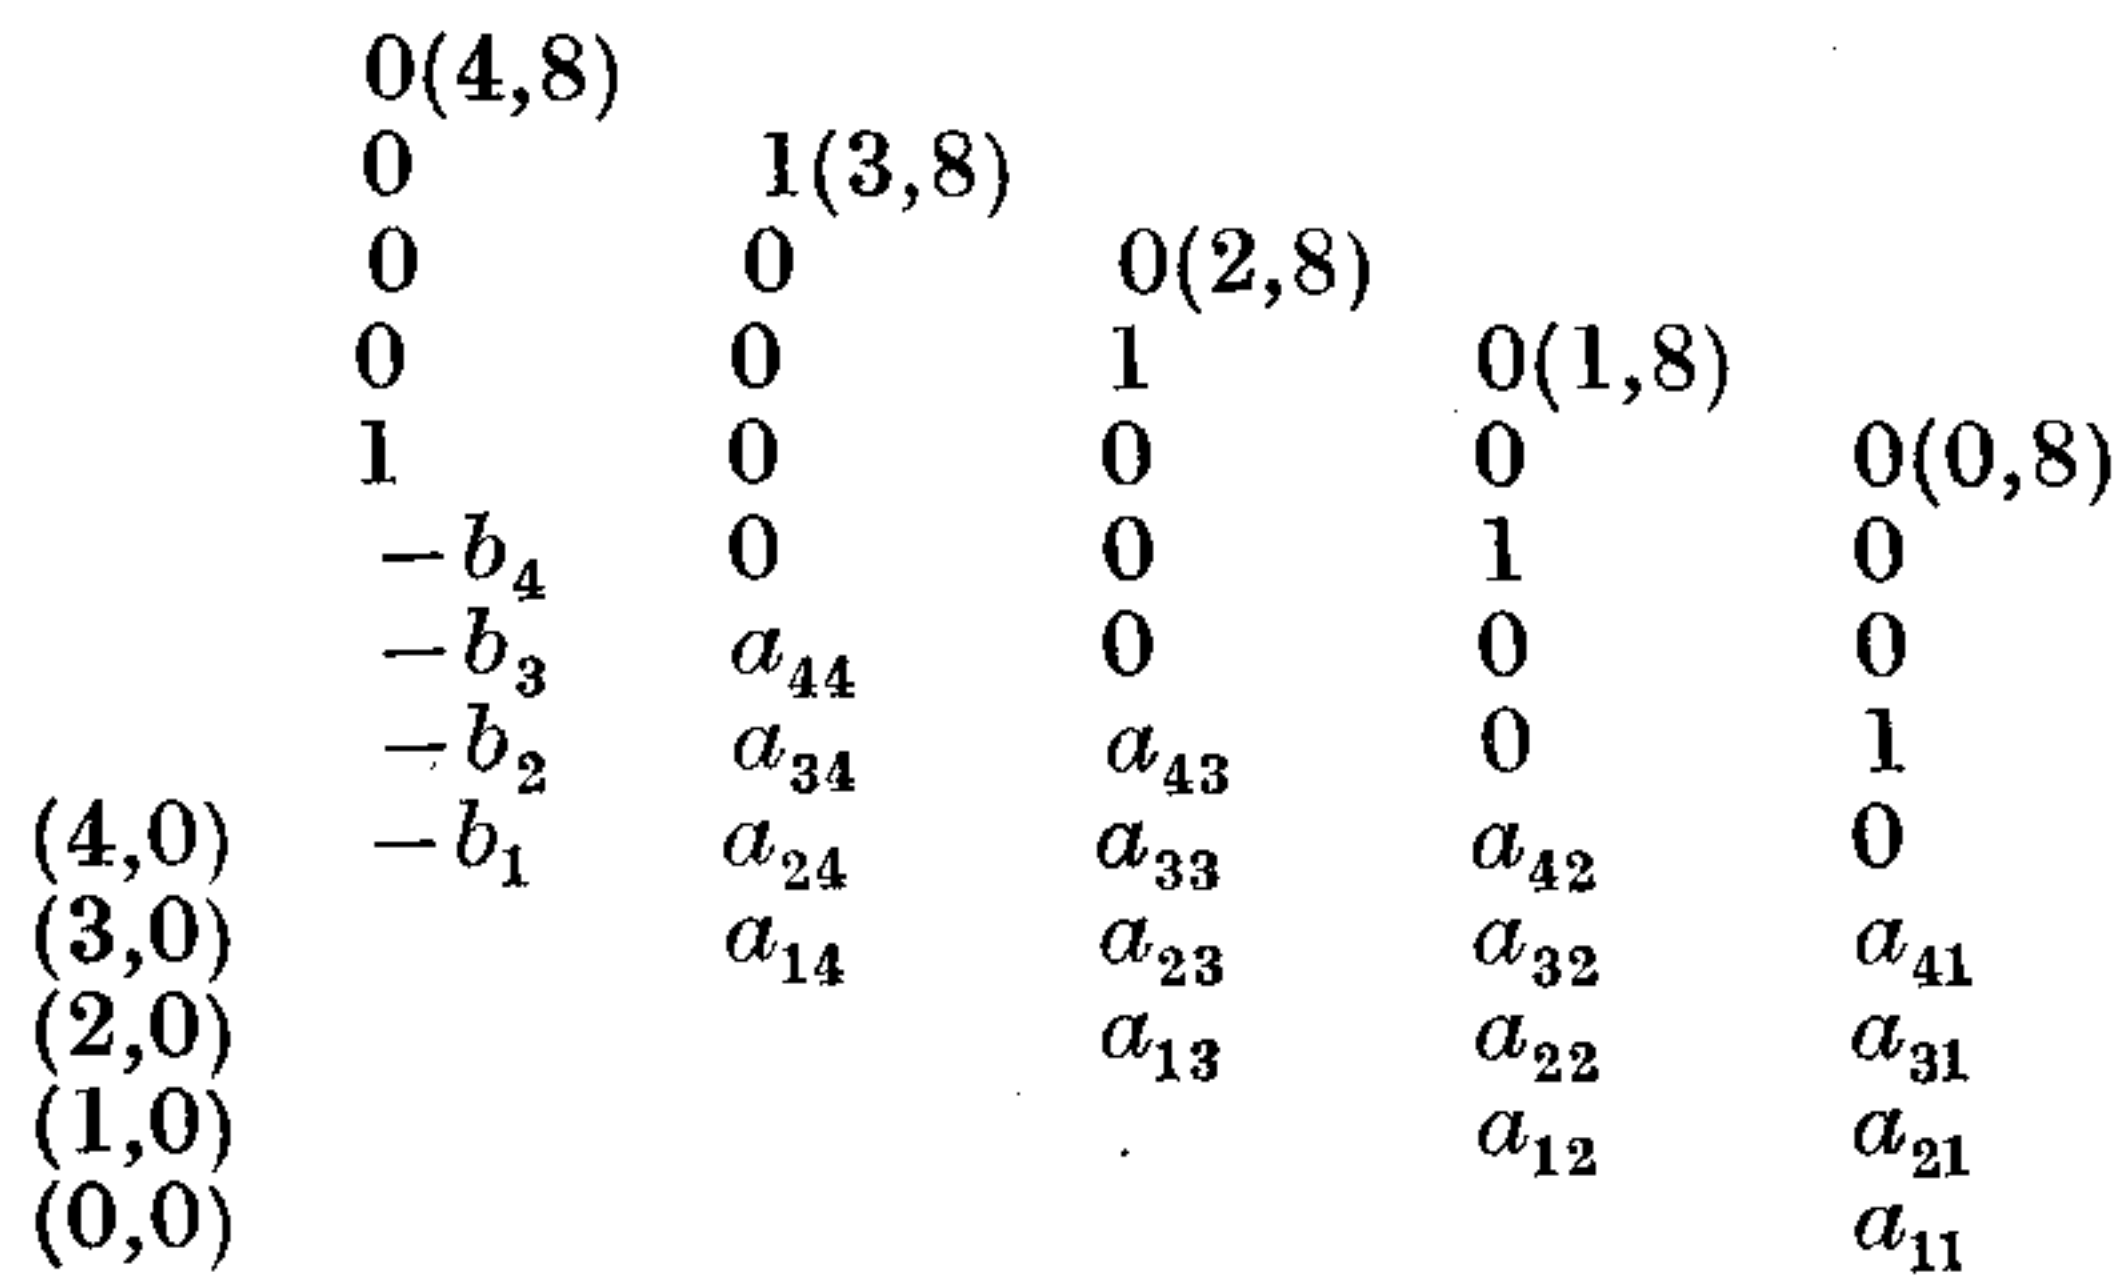 0(4,8)
0 1(3,8)
0 0 0(2,8)
0 0 1 0(1,8)
1 0 0 0 0(0,8)
−b₄ 0 0 1 0
−b₃ a₄₄ 0 0 0
−b₂ a₃₄ a₄₃ 0 1
(4,0) −b₁ a₂₄ a₃₃ a₄₂ 0
(3,0) a₁₄ a₂₃ a₃₂ a₄₁
(2,0) a₁₃ a₂₂ a₃₁
(1,0) a₁₂ a₂₁
(0,0) a₁₁